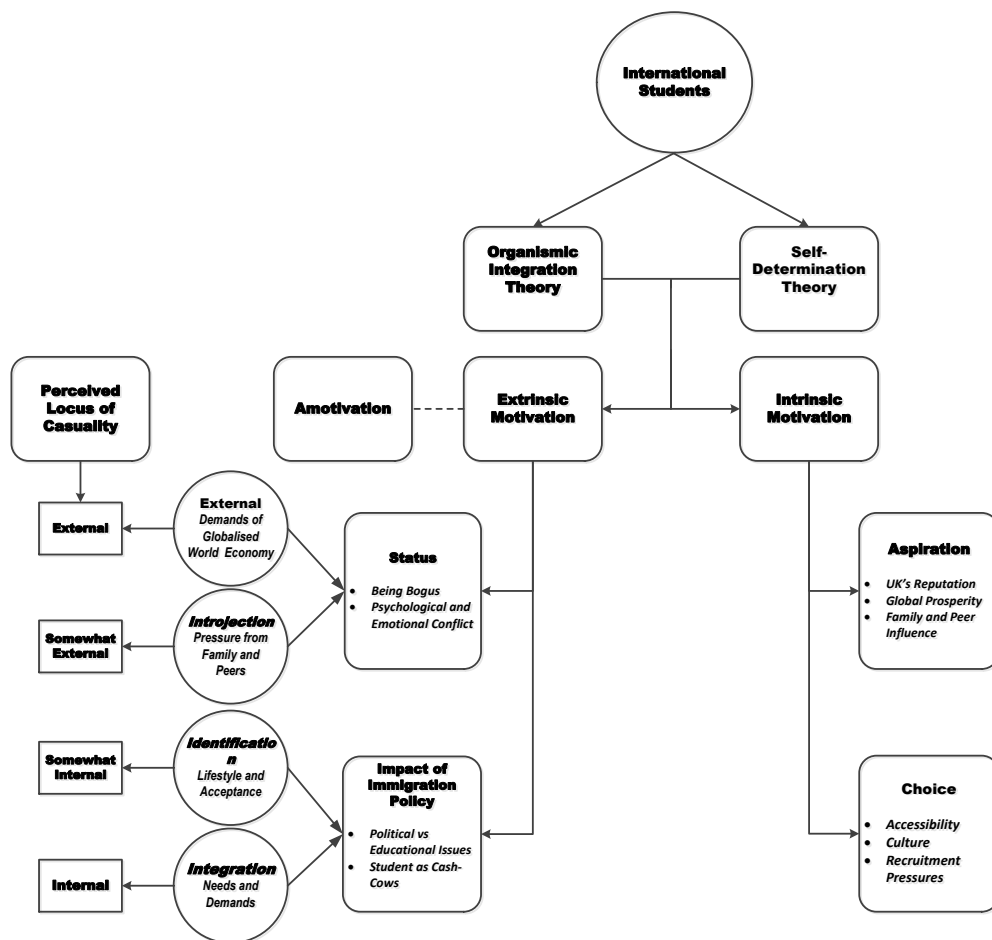 International
Students
Organismic
Integration
Theory
Self-
Determination
Theory
Perceived
Locus of
Casuality
Amotivation
Extrinsic
Motivation
Intrinsic
Motivation
External
External
Demands of
Globalised
World Economy
Status
• Being Bogus
• Psychological and
Emotional Conflict
Aspiration
• UK's Reputation
• Global Prosperity
• Family and Peer
Influence
Somewhat
External
Introjection
Pressure from
Family and
Peers
Somewhat
Internal
Identificatio
n
Lifestyle and
Acceptance
Impact of
Immigration
Policy
• Political vs
Educational Issues
• Student as Cash-
Cows
Choice
• Accessibility
• Culture
• Recruitment
Pressures
Internal
Integration
Needs and
Demands